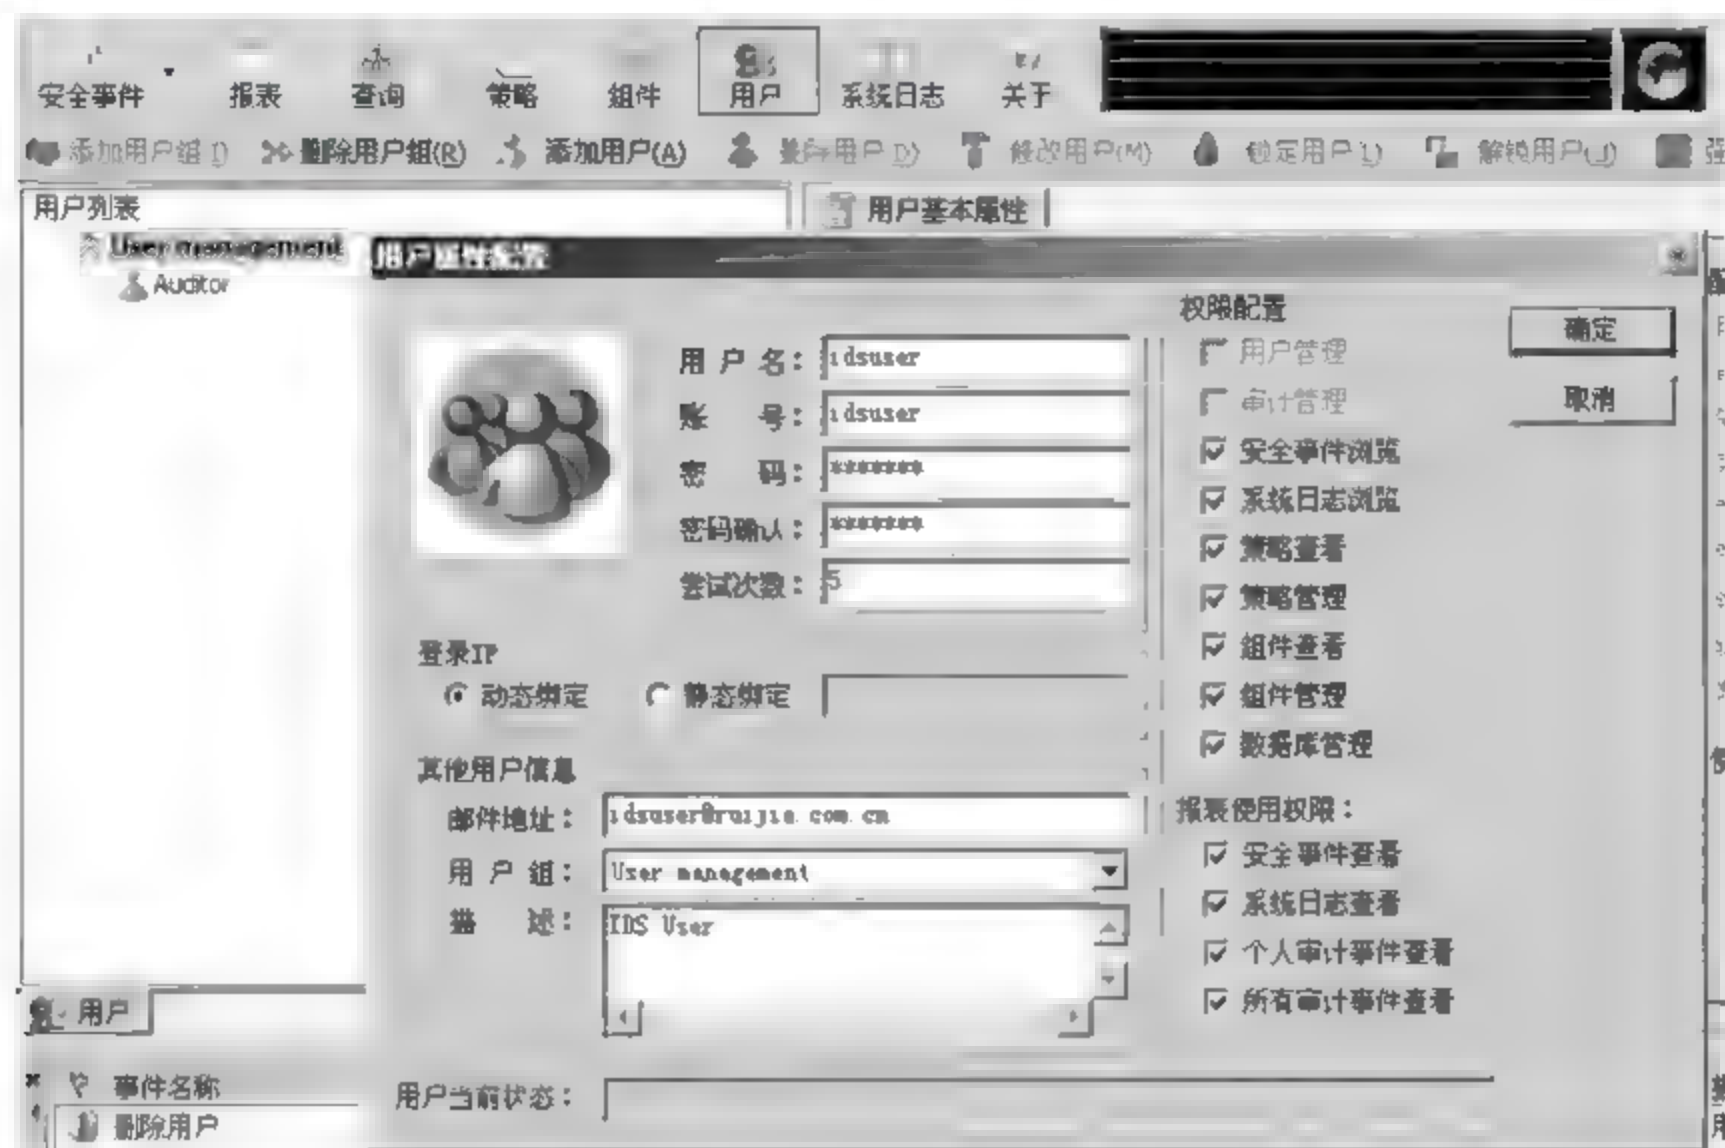 安全事件 报表 查询 策略 组件 用户 系统日志 关于
添加用户组 删除用户组(R) 添加用户(A) 用户(D) 修改用户(M) 锁定用户(L) 解锁用户(U) 强
用户列表 用户基本属性
User management
Auditor
用户属性配置
用 户 名： idsuser
账 号： idsuser
密 码： *******
密码确认： *******
尝试次数： 5
登录IP
动态绑定 静态绑定
其他用户信息
邮件地址： idsuser@ruijie.com.cn
用 户 组： User management
描 述： IDS User
用户当前状态：
权限配置
用户管理
审计管理
安全事件浏览
系统日志浏览
策略查看
策略管理
组件查看
组件管理
数据库管理
报表使用权限：
安全事件查看
系统日志查看
个人审计事件查看
所有审计事件查看
确定
取消
用户
事件名称
删除用户